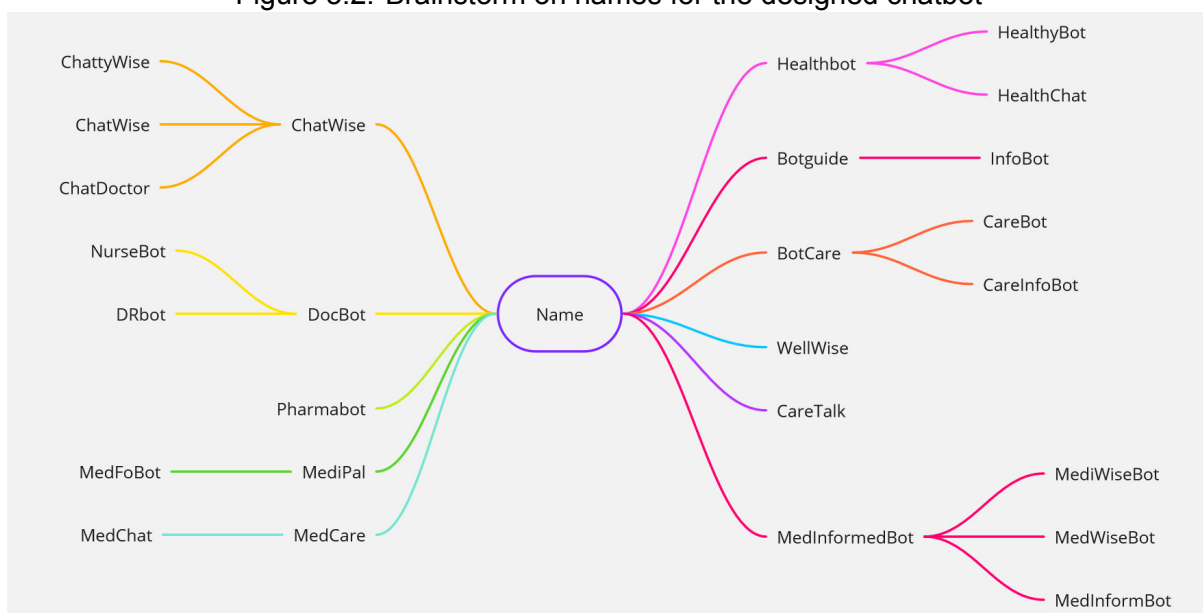 Figure 3.2: Brainstorm on names for the designed chatbot
ChattyWise
ChatWise
ChatDoctor
ChatWise
NurseBot
DRbot
DocBot
Pharmabot
MedFoBot
MediPal
MedChat
MedCare
Name
Healthbot
HealthyBot
HealthChat
Botguide
InfoBot
BotCare
CareBot
CareInfoBot
WellWise
CareTalk
MedInformedBot
MediWiseBot
MedWiseBot
MedInformBot